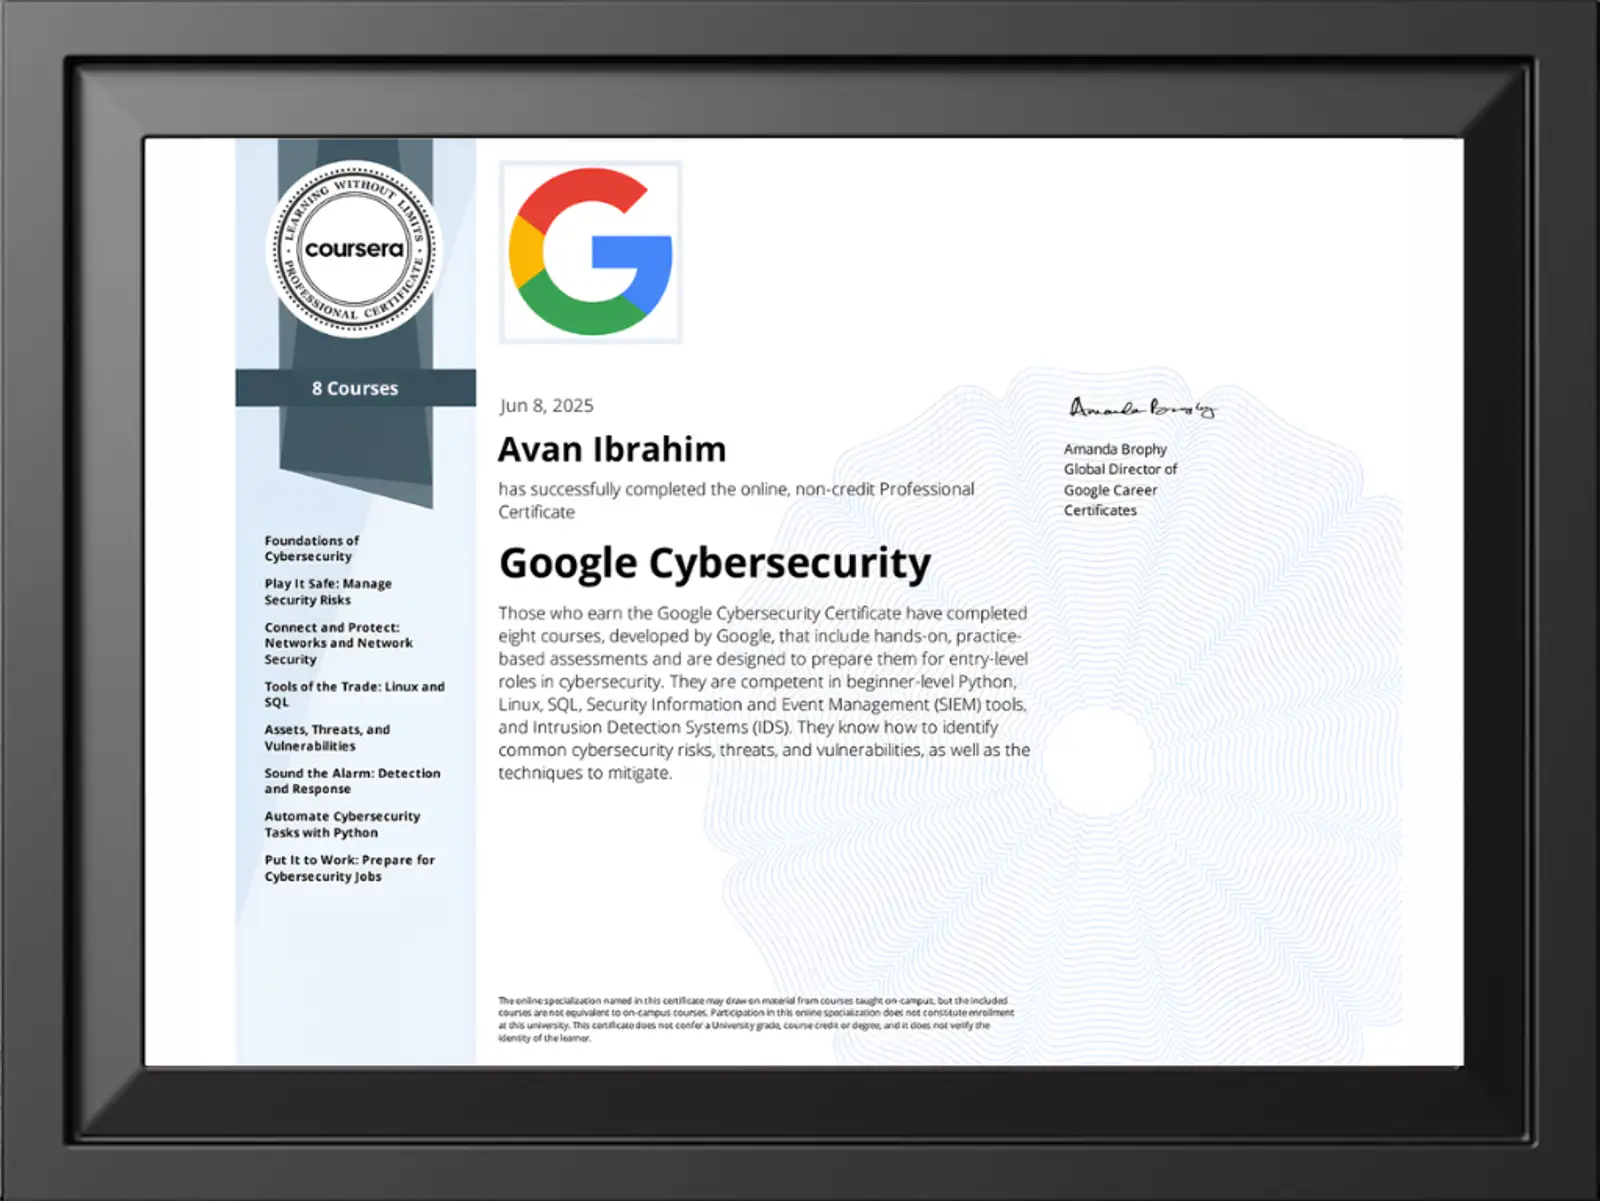 LEARNING WITHOUT LIMITS
coursera
PROFESSIONAL CERTIFICATE
8 Courses
Foundations of
Cybersecurity
Play It Safe: Manage
Security Risks
Connect and Protect:
Networks and Network
Security
Tools of the Trade: Linux and
SQL
Assets, Threats, and
Vulnerabilities
Sound the Alarm: Detection
and Response
Automate Cybersecurity
Tasks with Python
Put It to Work: Prepare for
Cybersecurity Jobs
G
Jun 8, 2025
Avan Ibrahim
has successfully completed the online, non-credit Professional
Certificate
Google Cybersecurity
Those who earn the Google Cybersecurity Certificate have completed
eight courses, developed by Google, that include hands-on, practice-
based assessments and are designed to prepare them for entry-level
roles in cybersecurity. They are competent in beginner-level Python,
Linux, SQL, Security Information and Event Management (SIEM) tools,
and Intrusion Detection Systems (IDS). They know how to identify
common cybersecurity risks, threats, and vulnerabilities, as well as the
techniques to mitigate.
Amanda Brophy
Amanda Brophy
Global Director of
Google Career
Certificates
The online specialization named in this certificate may draw on material from courses taught on-campus, but the included
courses are not equivalent to on-campus courses. Participation in this online specialization does not constitute enrollment
at this university. This certificate does not confer a University grade, course credit or degree, and it does not verify the
identity of the learner.